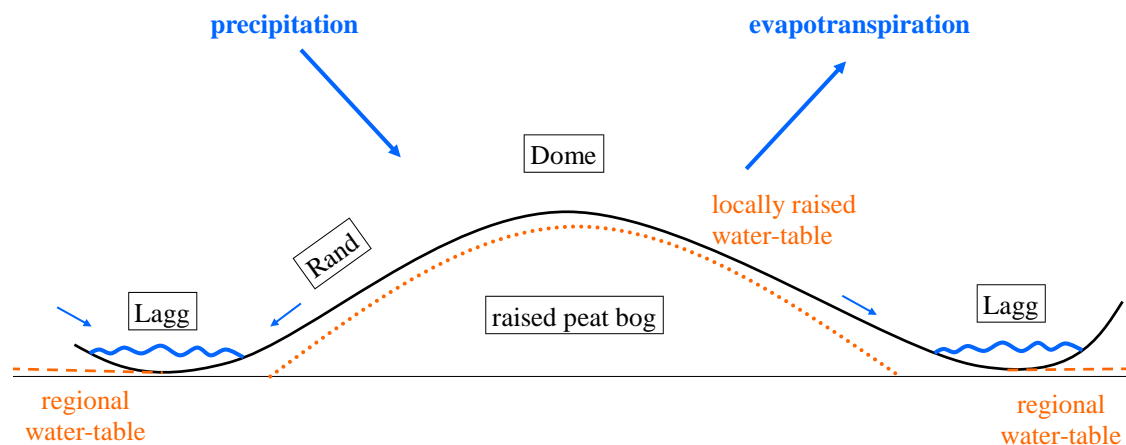 precipitation
evapotranspiration
Dome
locally raised
water-table
Rand
Lagg
raised peat bog
Lagg
regional
water-table
regional
water-table